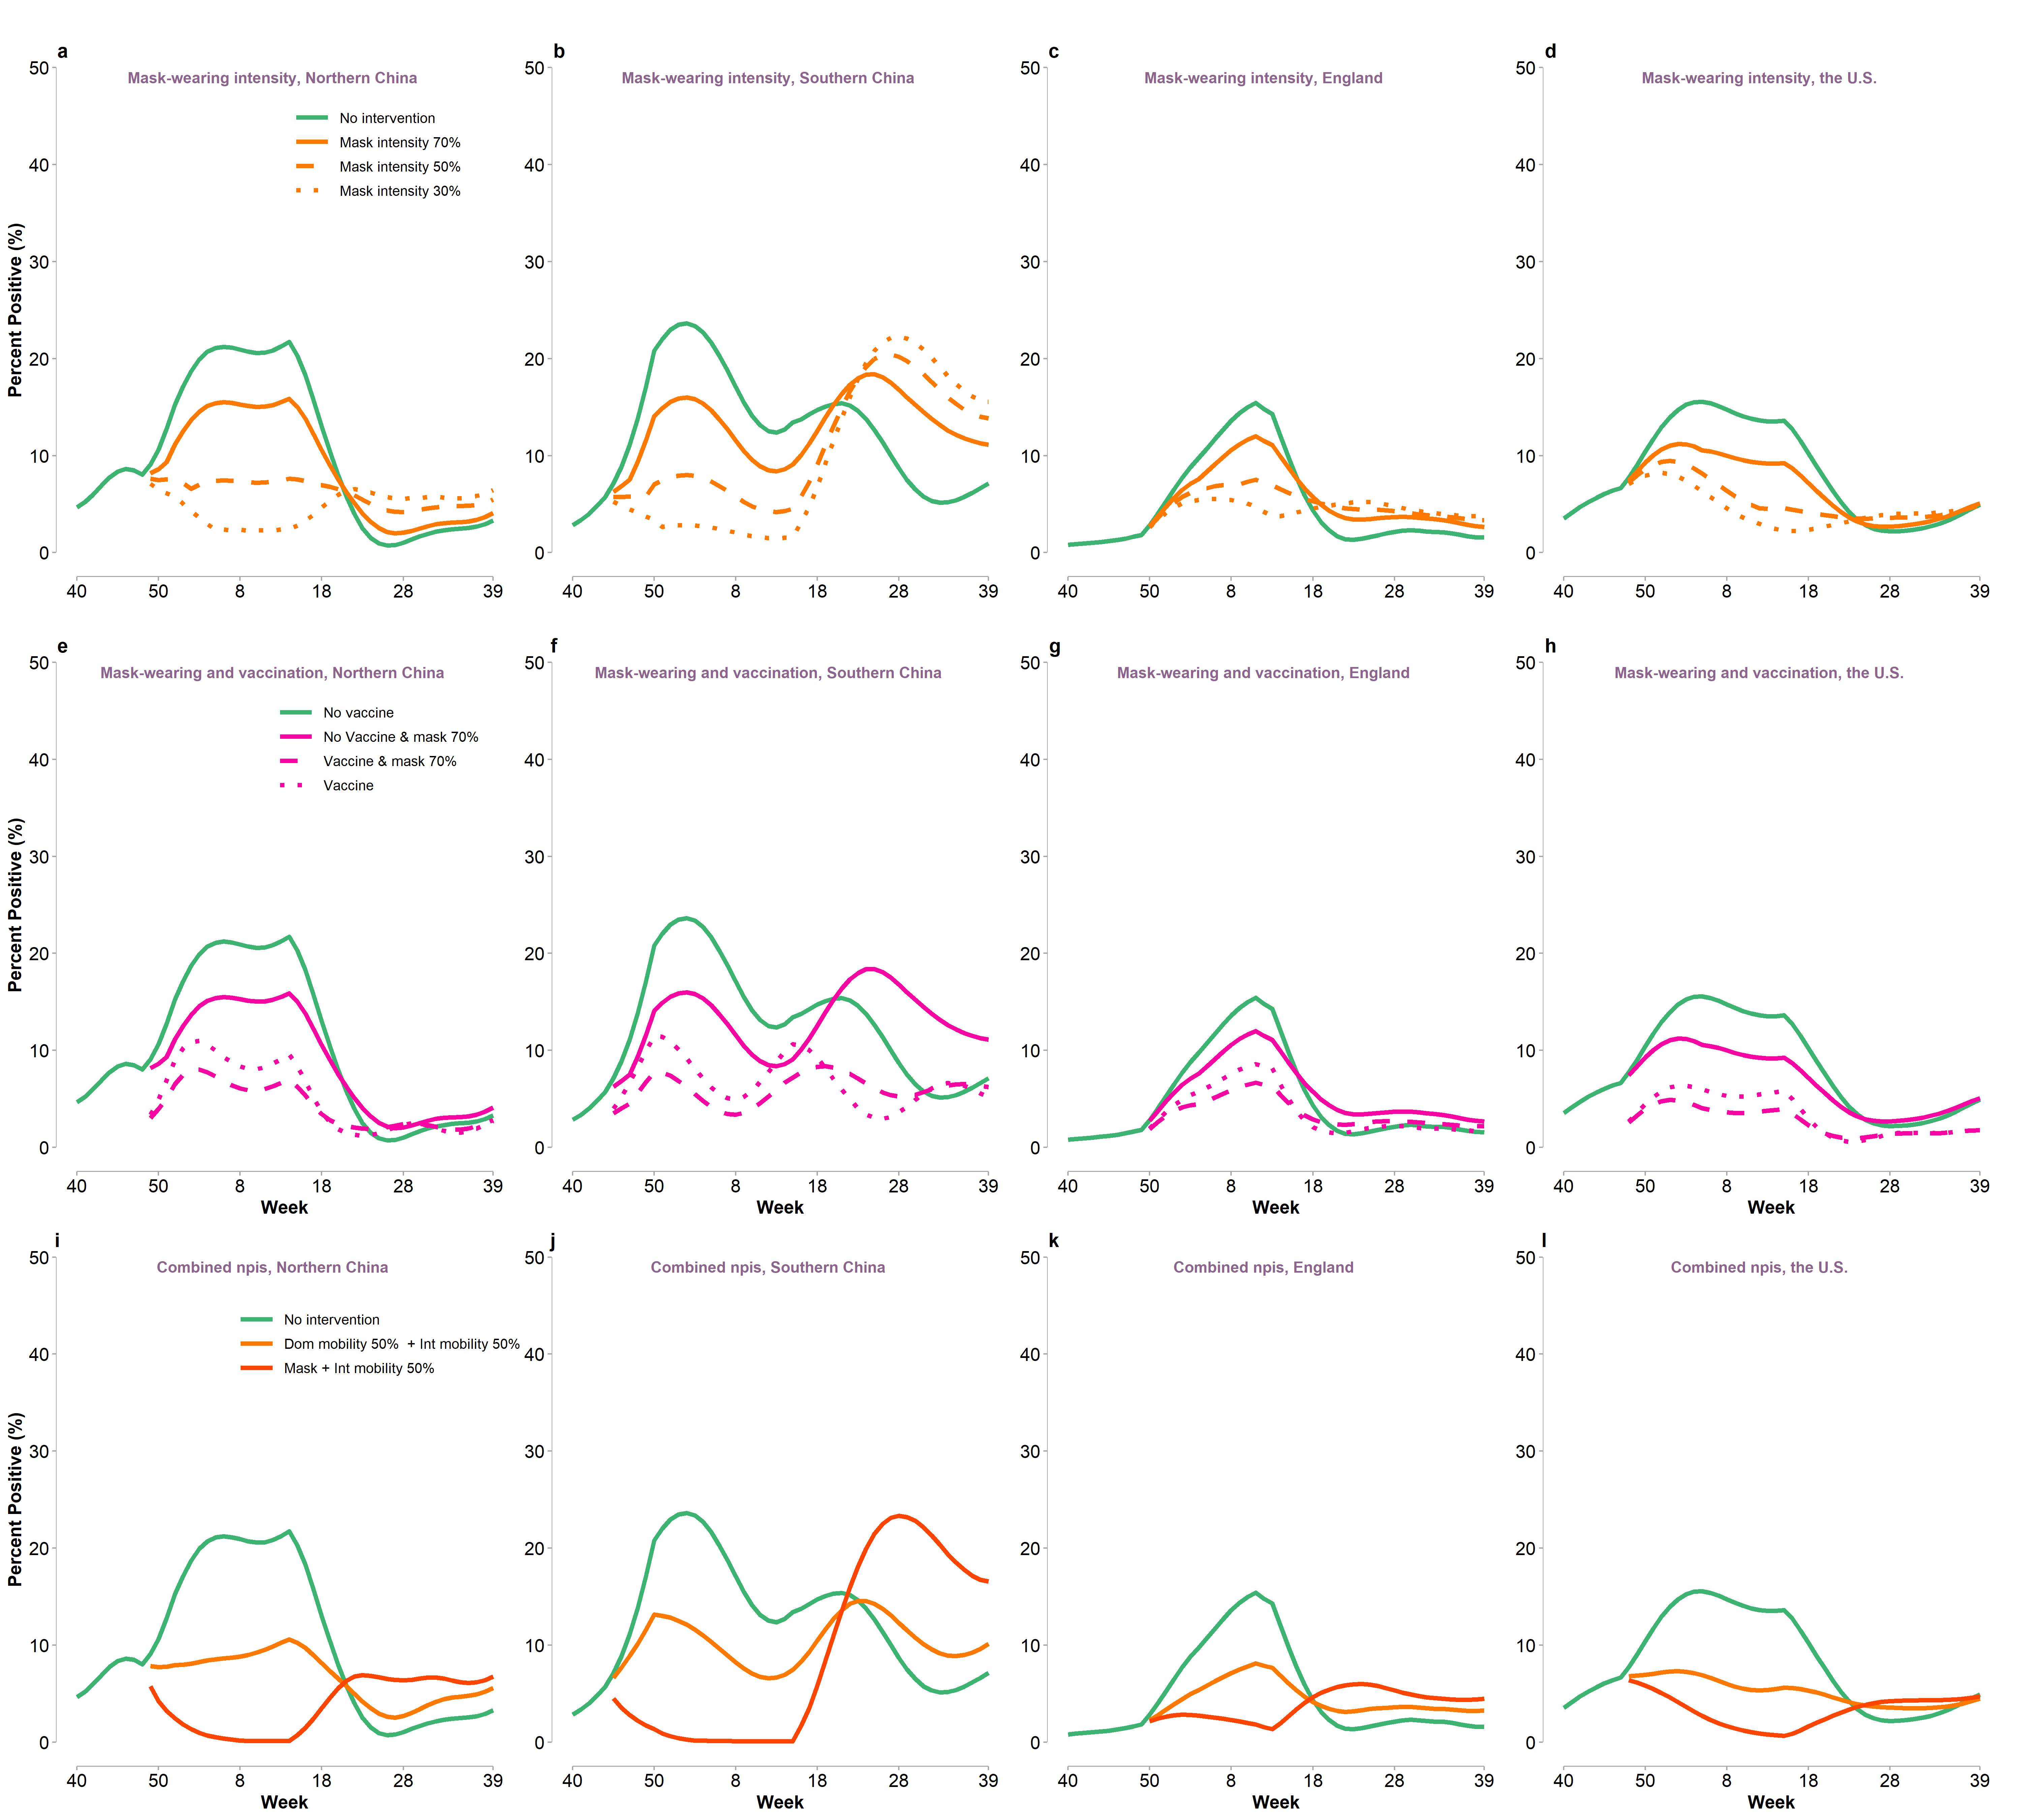 a b c d
Mask-wearing intensity, Northern China
Mask-wearing intensity, Southern China
Mask-wearing intensity, England
Mask-wearing intensity, the U.S.
No intervention
Mask intensity 70%
Mask intensity 50%
Mask intensity 30%
Percent Positive (%)
50 50 50 50
40 40 40 40
30 30 30 30
20 20 20 20
10 10 10 10
0 0 0 0
40 50 8 18 28 39 40 50 8 18 28 39 40 50 8 18 28 39 40 50 8 18 28 39
e f g h
Mask-wearing and vaccination, Northern China
Mask-wearing and vaccination, Southern China
Mask-wearing and vaccination, England
Mask-wearing and vaccination, the U.S.
No vaccine
No Vaccine & mask 70%
Vaccine & mask 70%
Vaccine
Percent Positive (%)
50 50 50 50
40 40 40 40
30 30 30 30
20 20 20 20
10 10 10 10
0 0 0 0
40 50 8 18 28 39 40 50 8 18 28 39 40 50 8 18 28 39 40 50 8 18 28 39
Week Week Week Week
i j k l
Combined npis, Northern China
Combined npis, Southern China
Combined npis, England
Combined npis, the U.S.
No intervention
Dom mobility 50% + Int mobility 50%
Mask + Int mobility 50%
Percent Positive (%)
50 50 50 50
40 40 40 40
30 30 30 30
20 20 20 20
10 10 10 10
0 0 0 0
40 50 8 18 28 39 40 50 8 18 28 39 40 50 8 18 28 39 40 50 8 18 28 39
Week Week Week Week